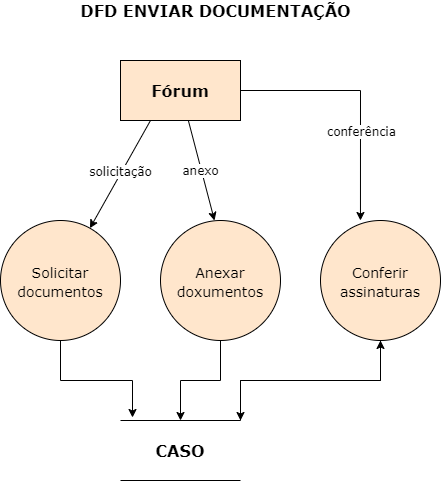 DFD ENVIAR DOCUMENTAÇÃO
Fórum
conferência
solicitação
anexo
Solicitar
documentos
Anexar
doxumentos
Conferir
assinaturas
CASO